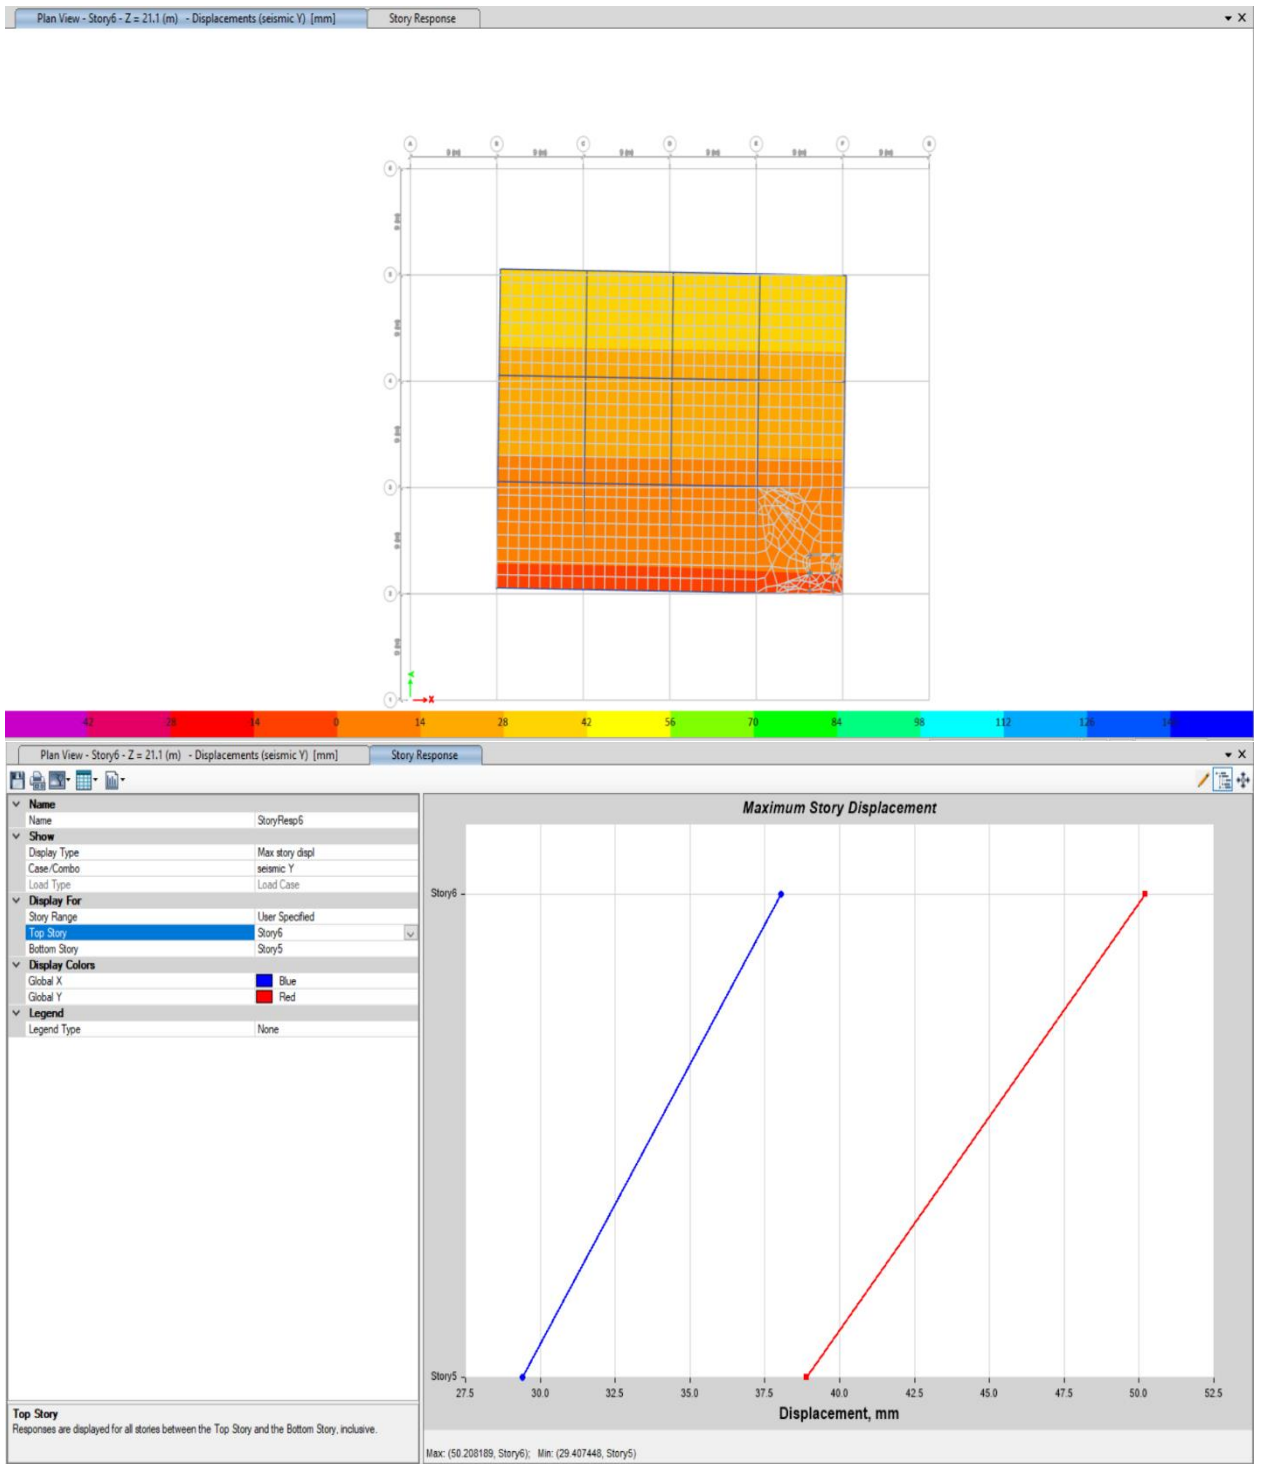 Plan View - Story6 - Z = 21.1 (m) - Displacements (seismic Y) [mm]
Story Response
A B C D E F G
X
42 28 14 0 14 28 42 56 70 84 98 112 126
Plan View - Story6 - Z = 21.1 (m) - Displacements (seismic Y) [mm]
Story Response
Name
Name StoryResp6
Show
Display Type Max story displ
Case/Combo seismic Y
Load Type Load Case
Display For
Story Range User Specified
Top Story Story6
Bottom Story Story5
Display Colors
Global X Blue
Global Y Red
Legend
Legend Type None
Top Story
Responses are displayed for all stories between the Top Story and the Bottom Story, inclusive.
Maximum Story Displacement
Story6
Story5
27.5 30.0 32.5 35.0 37.5 40.0 42.5 45.0 47.5 50.0 52.5
Displacement, mm
Max: (50.208189, Story6); Min: (29.407448, Story5)